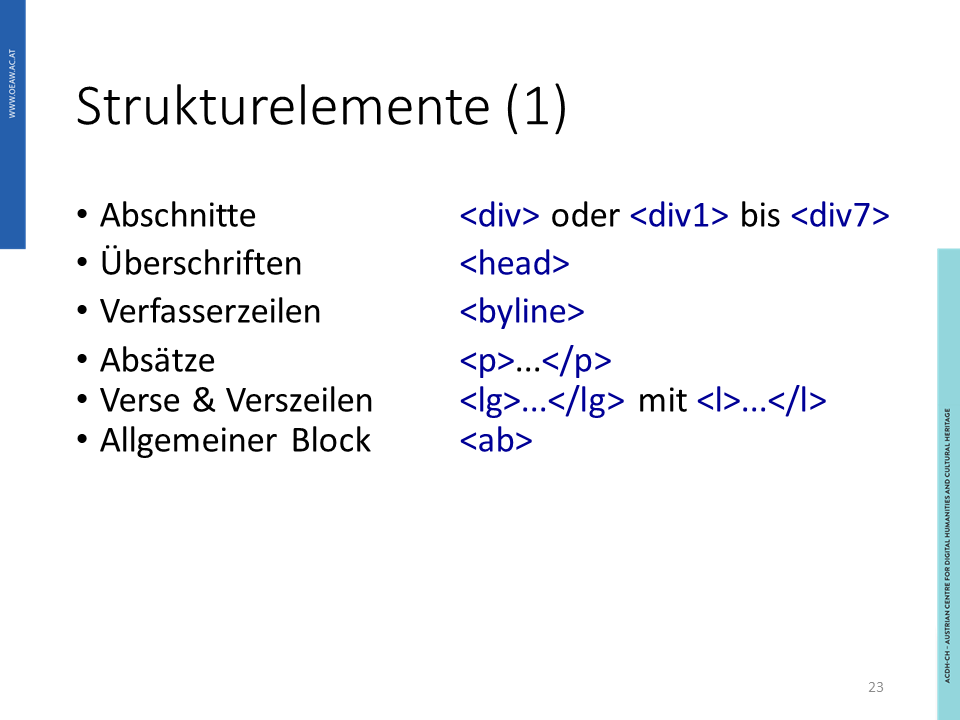 WWW.OEAW.AC.AT
Strukturelemente (1)
• Abschnitte <div> oder <div1> bis <div7>
• Überschriften <head>
• Verfasserzeilen <byline>
• Absätze <p>...</p>
• Verse & Verszeilen <lg>...</lg> mit <l>...</l>
• Allgemeiner Block <ab>
ACDH-CH – AUSTRIAN CENTRE FOR DIGITAL HUMANITIES AND CULTURAL HERITAGE
23